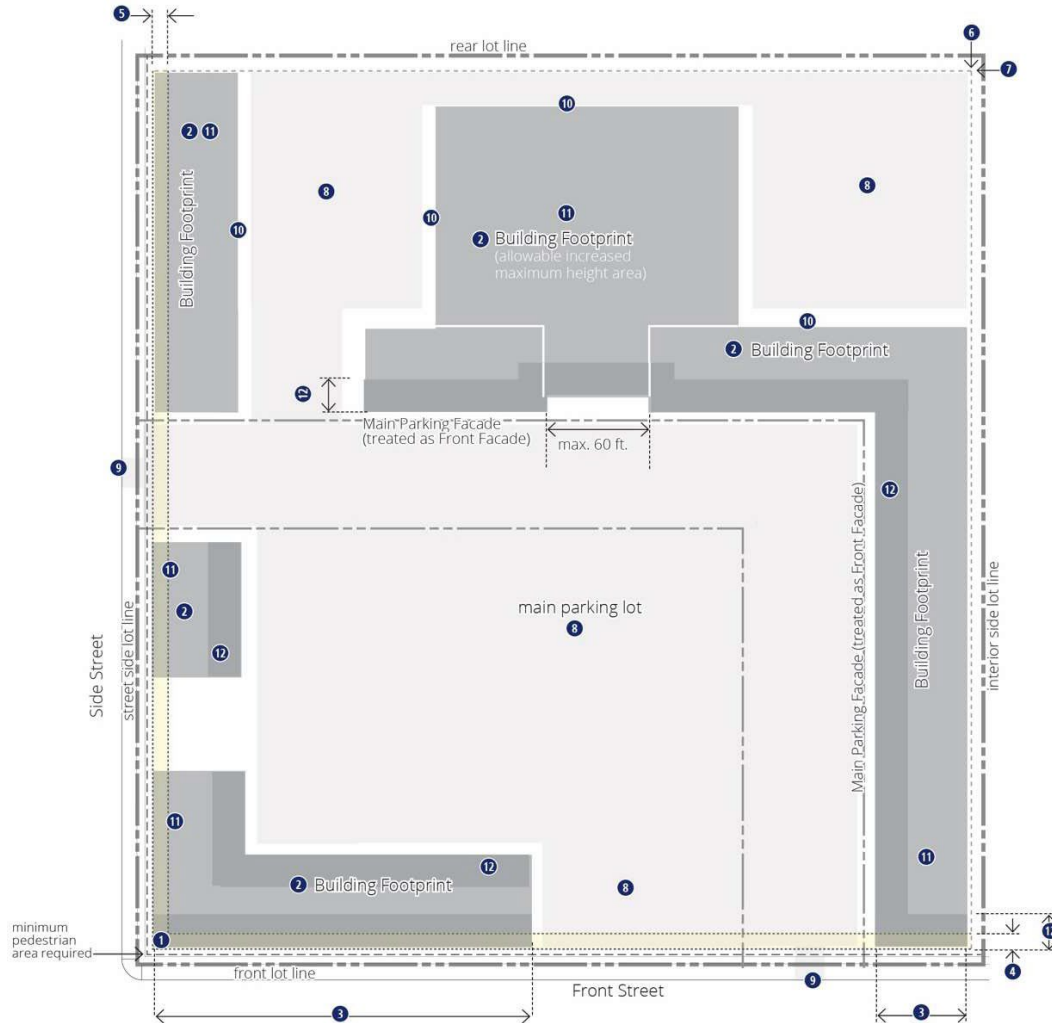 5
rear lot line
6
7
10
2 11
8
8
Building Footprint
10
10
11
2 Building Footprint
(allowable increased
maximum height area)
10
2 Building Footprint
12
Main Parking Facade
(treated as Front Facade)
max. 60 ft.
9
12
Main Parking Facade (treated as Front Facade)
11
2
main parking lot
8
Building Footprint
interior side lot line
Side Street
street side lot line
12
11
11
12
2 Building Footprint
8
minimum
pedestrian
area required
1
12
4
front lot line
9
Front Street
3
3